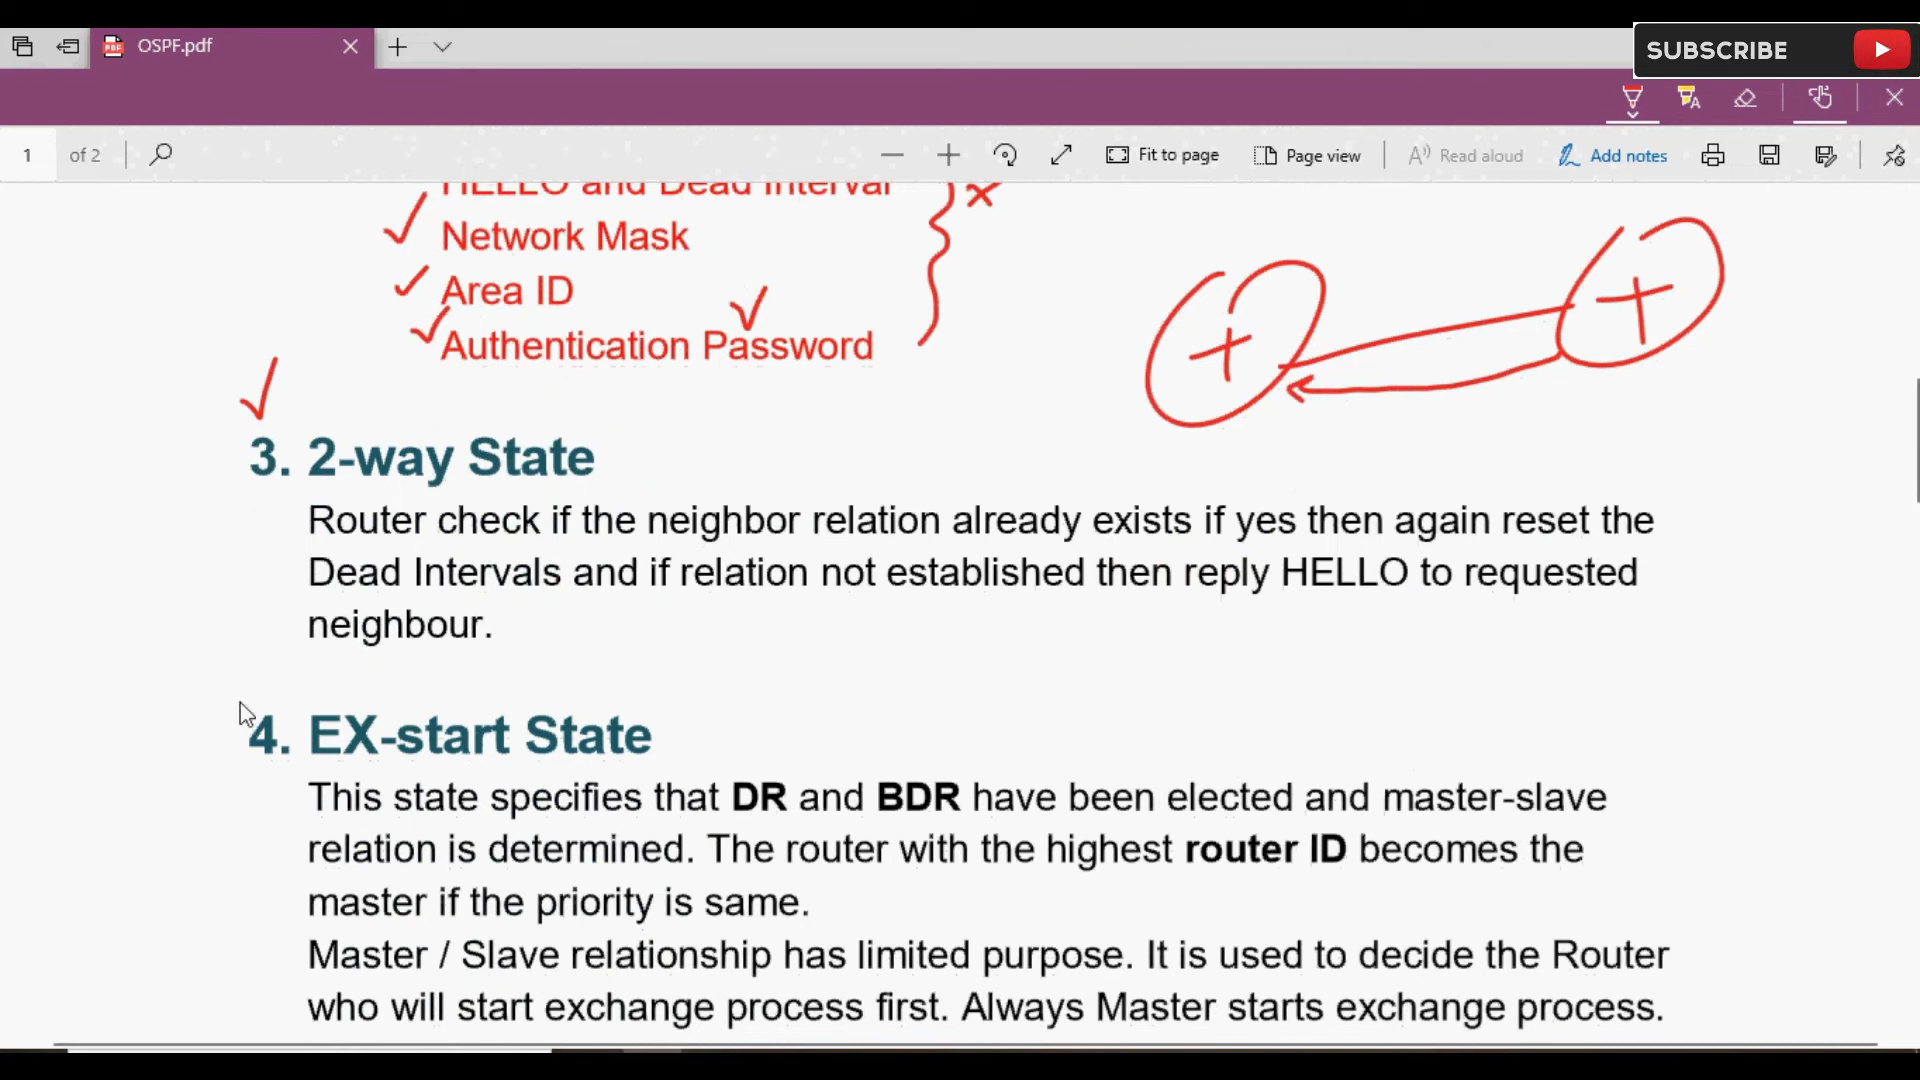 OSPF.pdf
SUBSCRIBE
1 of 2
Fit to page
Page view
Read aloud
Add notes
HELLO and Dead Interval
Network Mask
Area ID
Authentication Password
3. 2-way State
Router check if the neighbor relation already exists if yes then again reset the
Dead Intervals and if relation not established then reply HELLO to requested
neighbour.
4. EX-start State
This state specifies that DR and BDR have been elected and master-slave
relation is determined. The router with the highest router ID becomes the
master if the priority is same.
Master / Slave relationship has limited purpose. It is used to decide the Router
who will start exchange process first. Always Master starts exchange process.